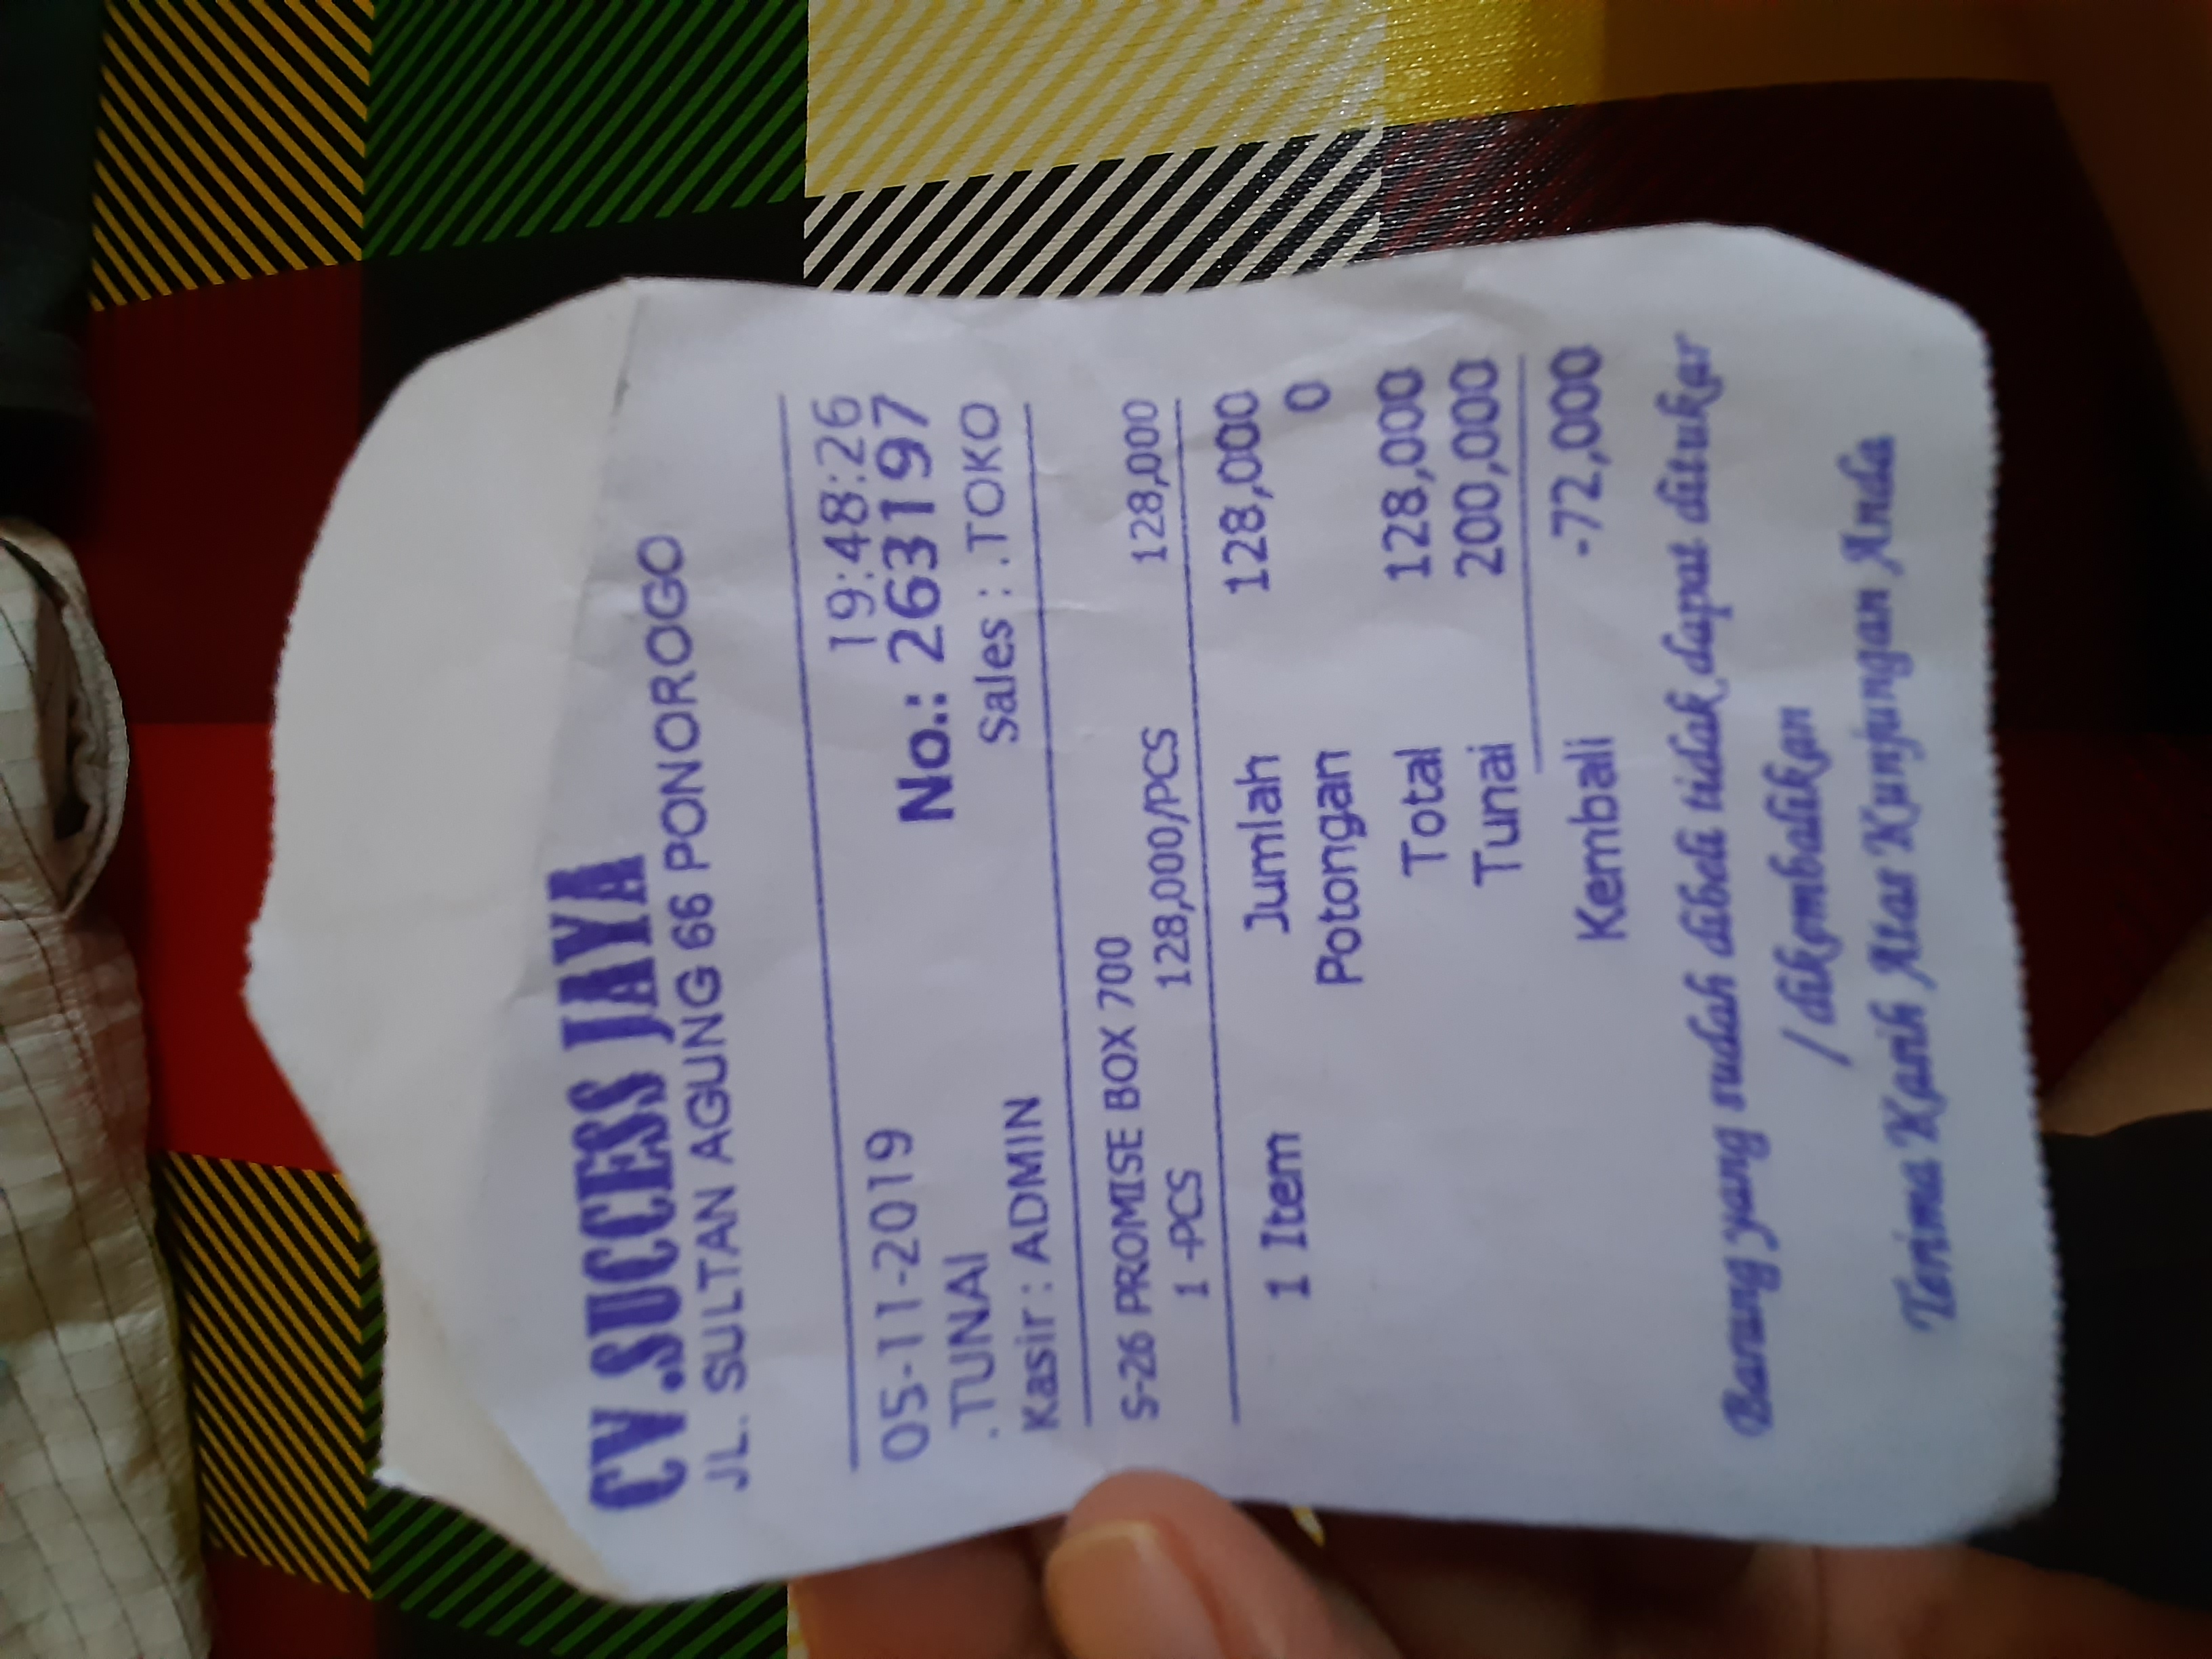 CV.SUCCESS JAYA
JL. SULTAN AGUNG 66 PONOROGO
05-11-2019 19:48:26
.TUNAI No.: 263197
Kasir : ADMIN Sales : .TOKO
S-26 PROMISE BOX 700
1 -PCS 128,000/PCS 128,000
1 Item Jumlah 128,000
Potongan 0
Total 128,000
Tunai 200,000
Kembali -72,000
Barang yang sudah dibeli tidak dapat ditukar
/ dikembalikan
Terima Kasih Atas Kunjungan Anda